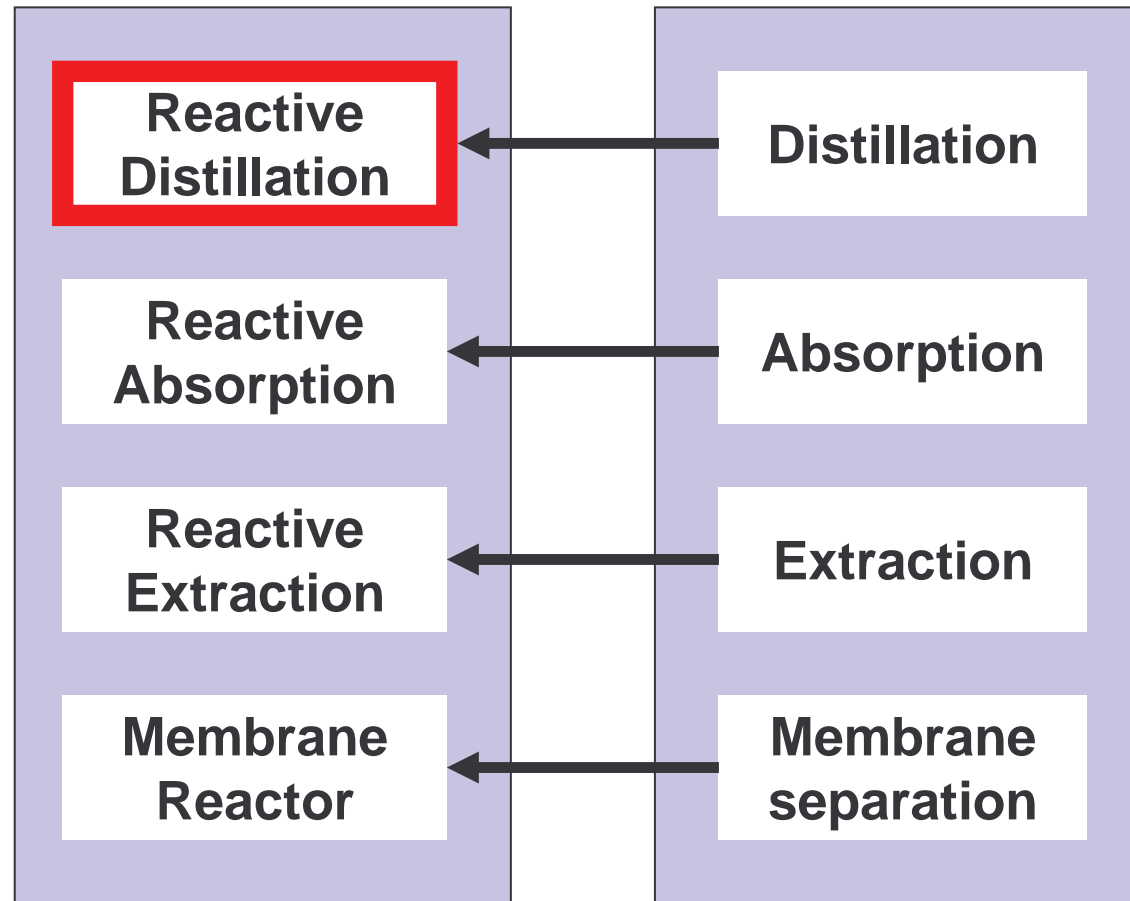 Reactive
Distillation
Distillation
Reactive
Absorption
Absorption
Reactive
Extraction
Extraction
Membrane
Reactor
Membrane
separation